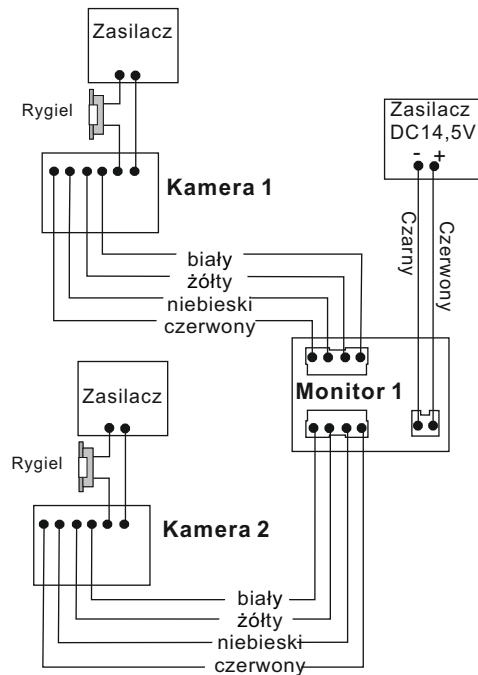 Zasilacz
Rygiel
Kamera 1
Zasilacz
DC14,5V
- +
Czarny
Czerwony
biały
żółty
niebieski
czerwony
Monitor 1
Zasilacz
Rygiel
Kamera 2
biały
żółty
niebieski
czerwony